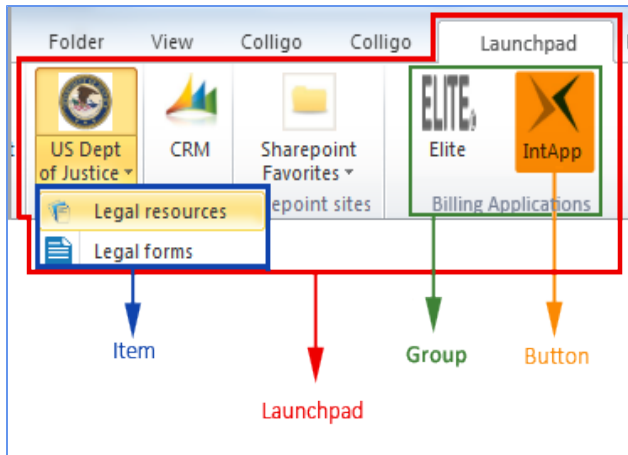 Folder View Colligo Colligo Launchpad
ELITE
US Dept of Justice
CRM
Sharepoint Favorites
Elite
IntApp
Legal resources
epoint sites
Billing Applications
Legal forms
Item
Group
Button
Launchpad